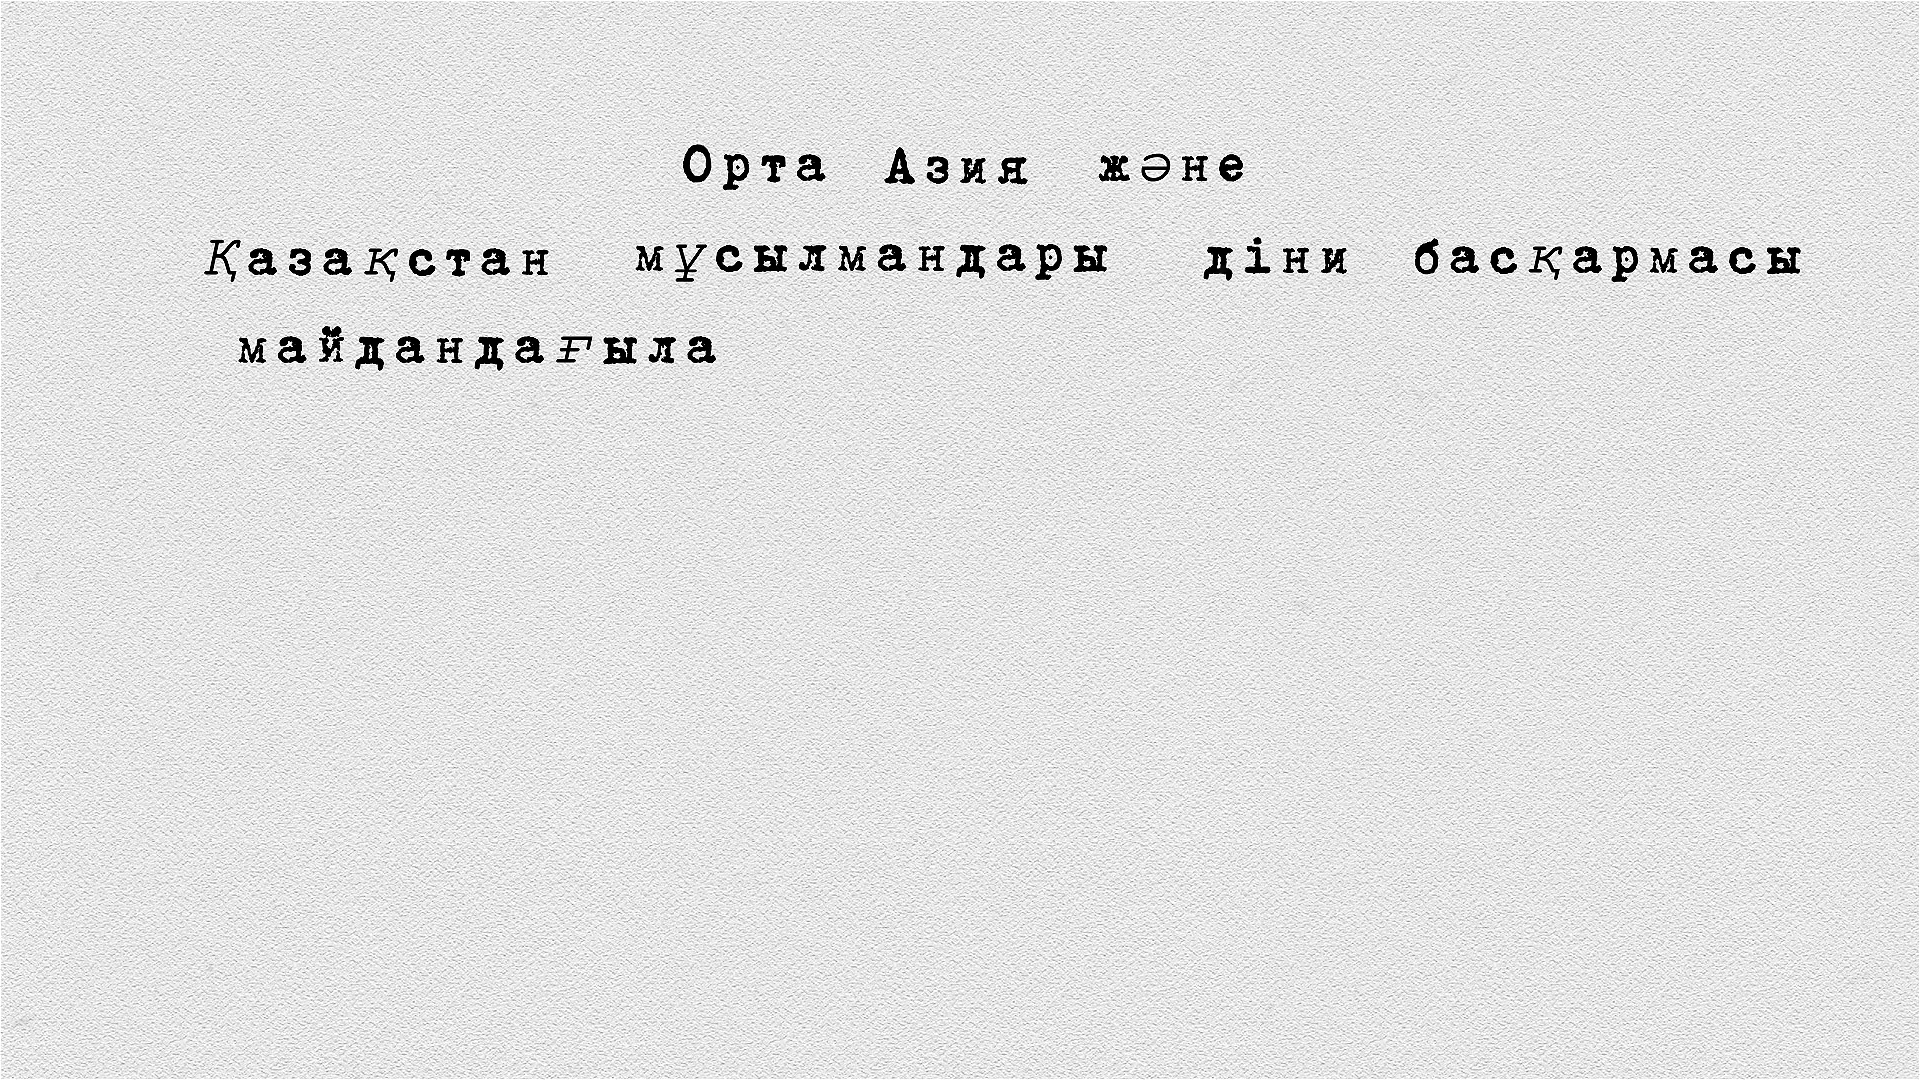 Орта Азия және
Қазақстан мұсылмандары діни басқармасы
майдандағыла